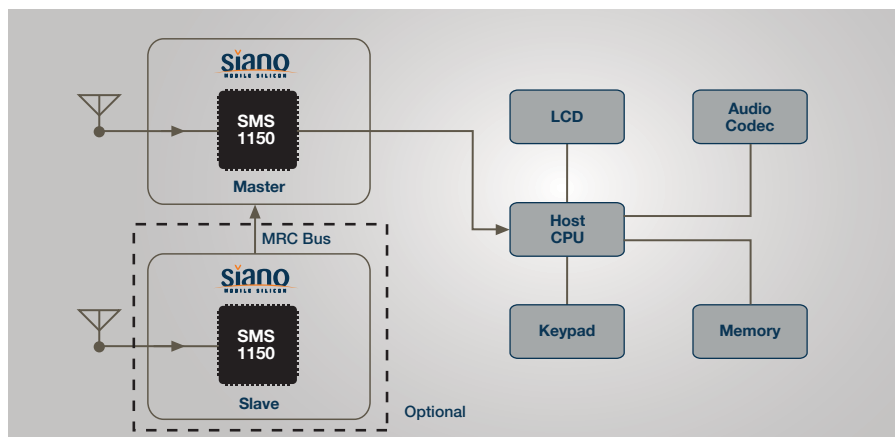 siano
MOBILE SILICON
SMS
1150
Master
MRC Bus
siano
MOBILE SILICON
SMS
1150
Slave
Optional
LCD
Audio
Codec
Host
CPU
Keypad
Memory